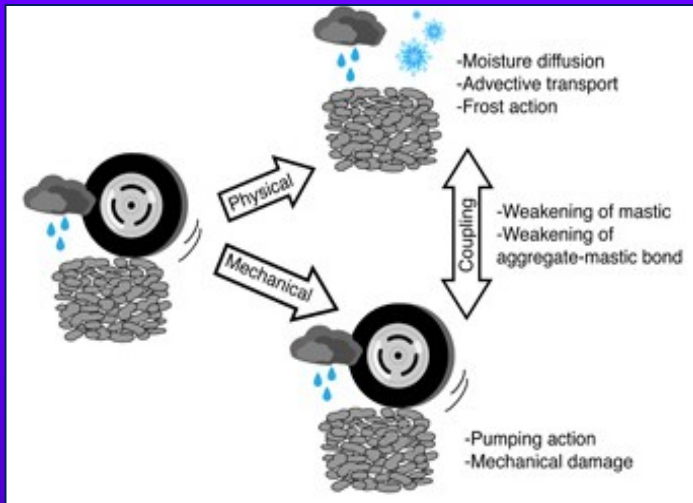 -Moisture diffusion
-Advective transport
-Frost action
Physical
Mechanical
Coupling
-Weakening of mastic
-Weakening of
aggregate-mastic bond
-Pumping action
-Mechanical damage